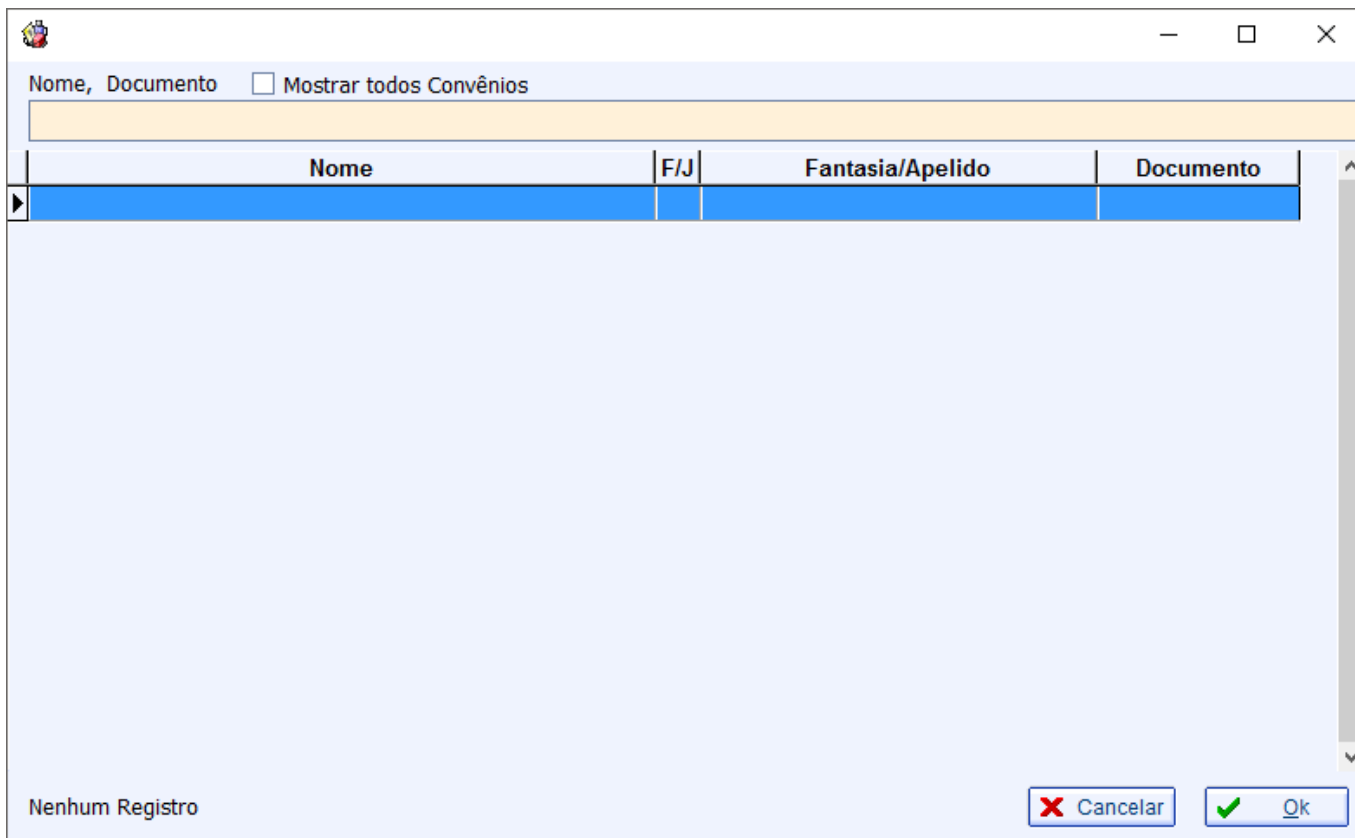 Nome, Documento Mostrar todos Convênios
Nome F/J Fantasia/Apelido Documento
Nenhum Registro Cancelar Ok